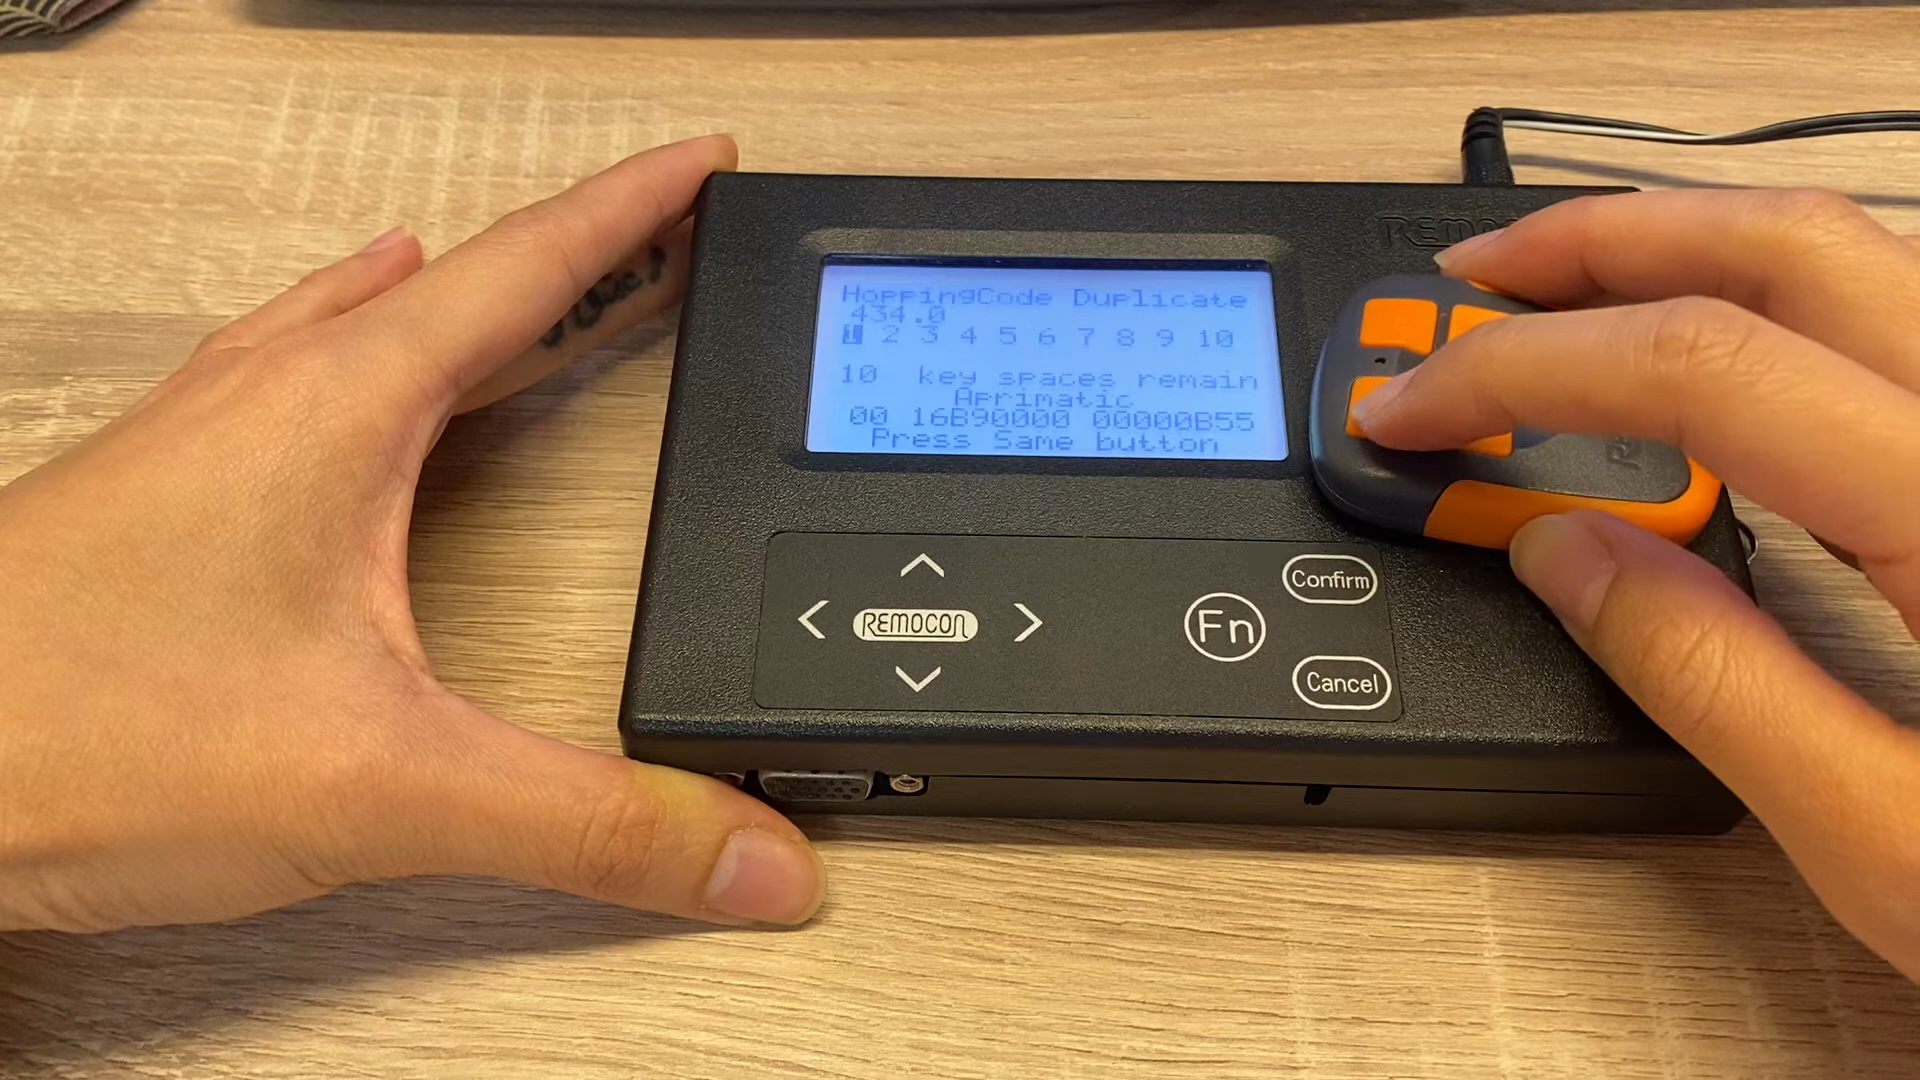 HoppingCode Duplicate
434.0
1 2 3 4 5 6 7 8 9 10
10 key spaces remain
Aprimatic
00 16B90000 00000B55
Press Same button
Confirm
REMOCON
Fn
Cancel